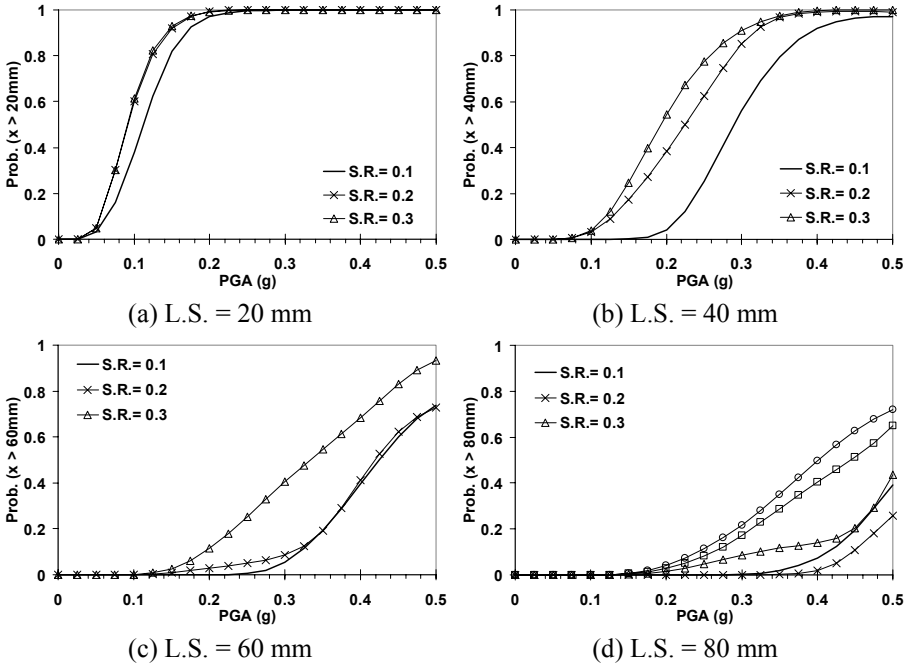 Prob. (x > 20mm)
1
0.8
0.6
0.4
0.2
0
S.R.= 0.1
S.R.= 0.2
S.R.= 0.3
0 0.1 0.2 0.3 0.4 0.5
PGA (g)
(a) L.S. = 20 mm
Prob. (x > 40mm)
1
0.8
0.6
0.4
0.2
0
S.R.= 0.1
S.R.= 0.2
S.R.= 0.3
0 0.1 0.2 0.3 0.4 0.5
PGA (g)
(b) L.S. = 40 mm
Prob. (x > 60mm)
1
0.8
0.6
0.4
0.2
0
S.R.= 0.1
S.R.= 0.2
S.R.= 0.3
0 0.1 0.2 0.3 0.4 0.5
PGA (g)
(c) L.S. = 60 mm
Prob. (x > 80mm)
1
0.8
0.6
0.4
0.2
0
S.R.= 0.1
S.R.= 0.2
S.R.= 0.3
0 0.1 0.2 0.3 0.4 0.5
PGA (g)
(d) L.S. = 80 mm